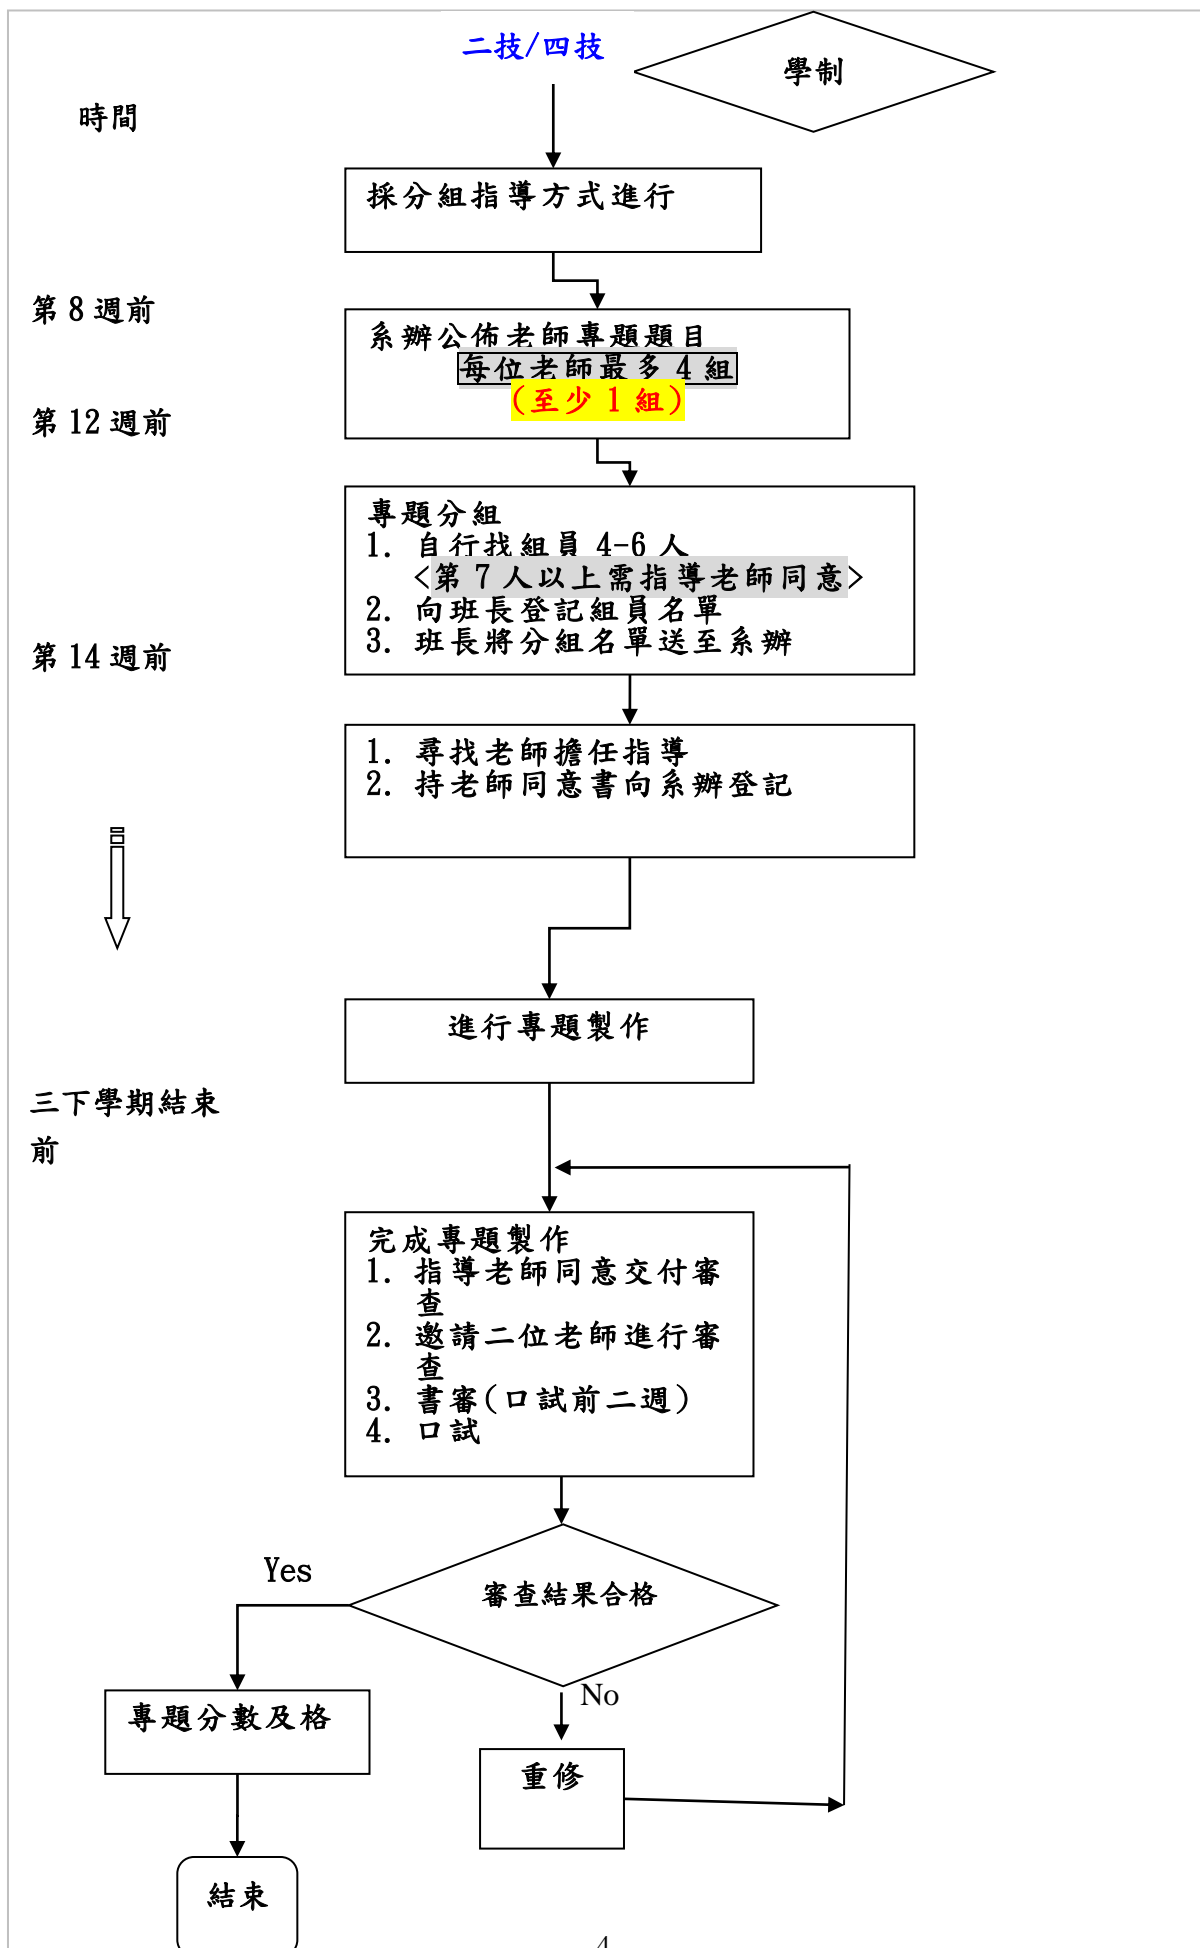 二技/四技
學制
時間
採分組指導方式進行
第 8 週前
系辦公佈老師專題題目
每位老師最多 4 組
(至少 1 組)
第 12 週前
專題分組
1. 自行找組員 4-6 人
<第 7 人以上需指導老師同意>
2. 向班長登記組員名單
3. 班長將分組名單送至系辦
第 14 週前
1. 尋找老師擔任指導
2. 持老師同意書向系辦登記
進行專題製作
三下學期結束
前
完成專題製作
1. 指導老師同意交付審
查
2. 邀請二位老師進行審
查
3. 書審(口試前二週)
4. 口試
Yes
審查結果合格
No
專題分數及格
重修
結束
4